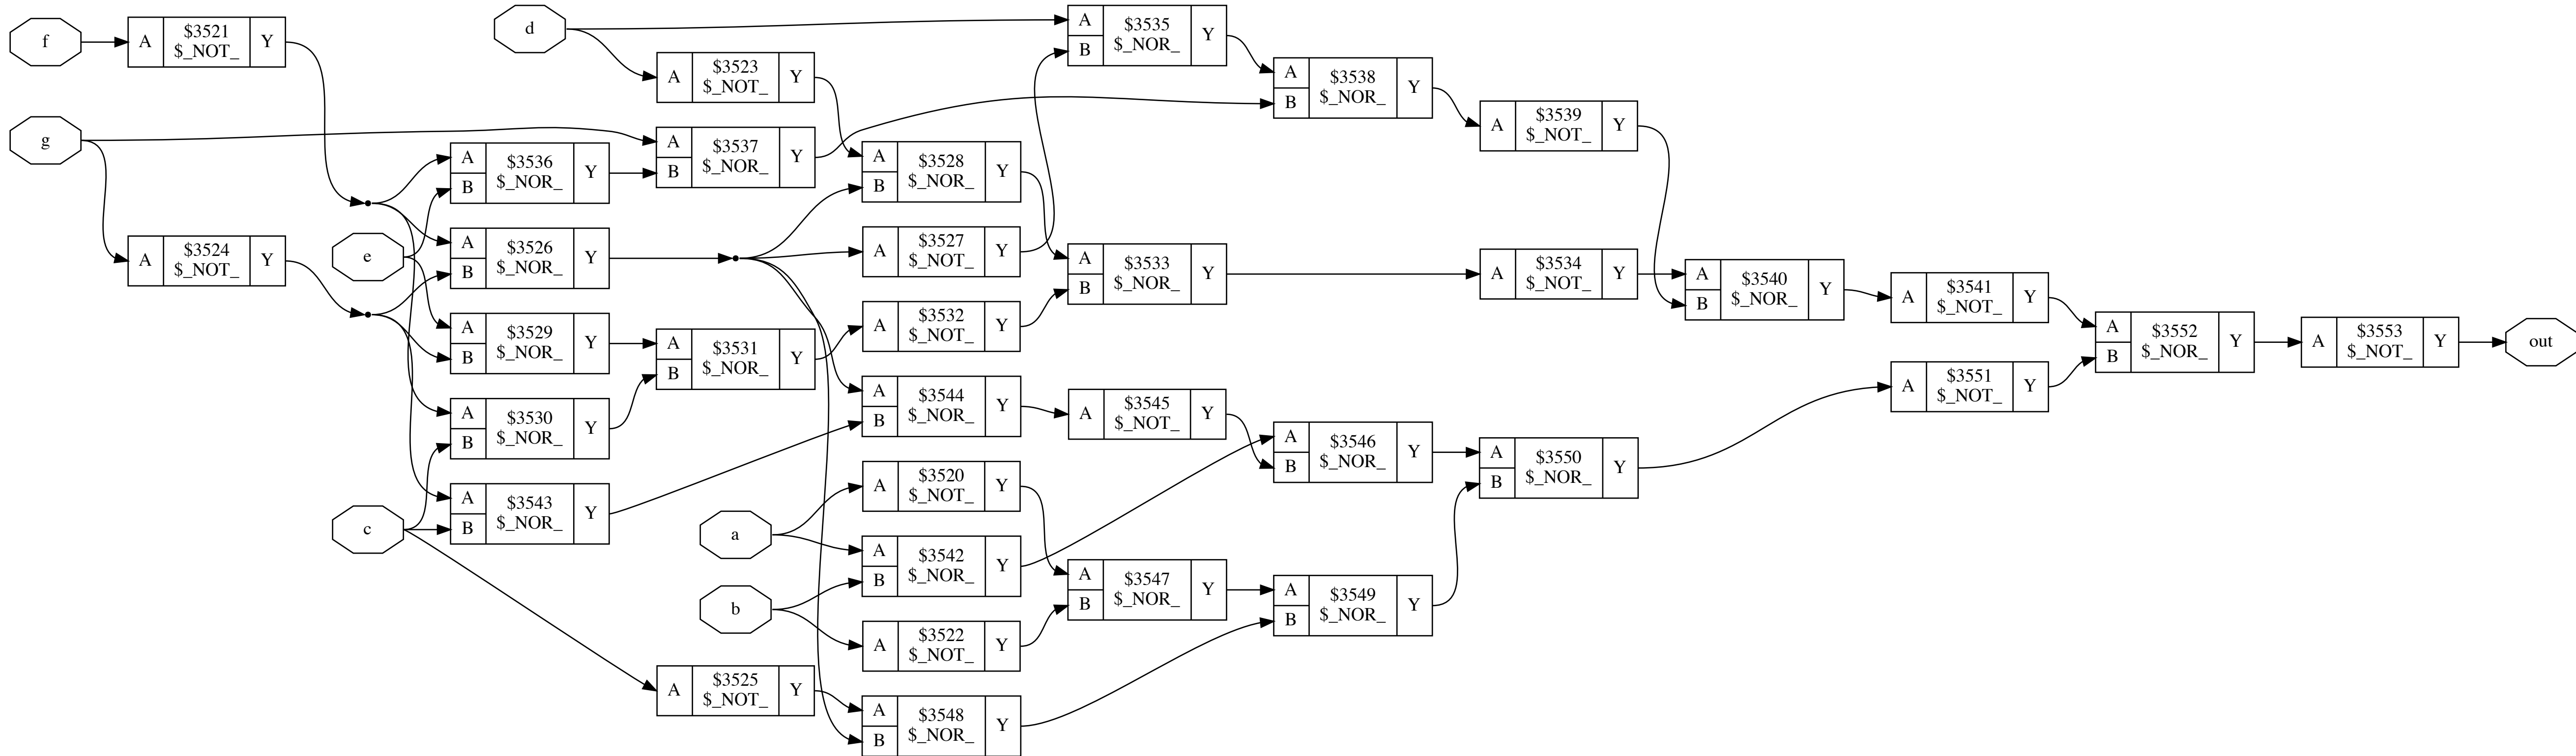 f
A $3521 $_NOT_ Y
g
A $3524 $_NOT_ Y
e
c
d
A B $3536 $_NOR_ Y
A B $3526 $_NOR_ Y
A B $3529 $_NOR_ Y
A B $3530 $_NOR_ Y
A B $3543 $_NOR_ Y
A $3523 $_NOT_ Y
A B $3537 $_NOR_ Y
A B $3531 $_NOR_ Y
a
b
A $3525 $_NOT_ Y
A B $3528 $_NOR_ Y
A $3527 $_NOT_ Y
A $3532 $_NOT_ Y
A B $3544 $_NOR_ Y
A $3520 $_NOT_ Y
A B $3542 $_NOR_ Y
A $3522 $_NOT_ Y
A B $3548 $_NOR_ Y
A B $3535 $_NOR_ Y
A B $3533 $_NOR_ Y
A $3545 $_NOT_ Y
A B $3547 $_NOR_ Y
A B $3538 $_NOR_ Y
A B $3546 $_NOR_ Y
A B $3549 $_NOR_ Y
A $3539 $_NOT_ Y
A $3534 $_NOT_ Y
A B $3550 $_NOR_ Y
A B $3540 $_NOR_ Y
A $3541 $_NOT_ Y
A $3551 $_NOT_ Y
A B $3552 $_NOR_ Y
A $3553 $_NOT_ Y
out